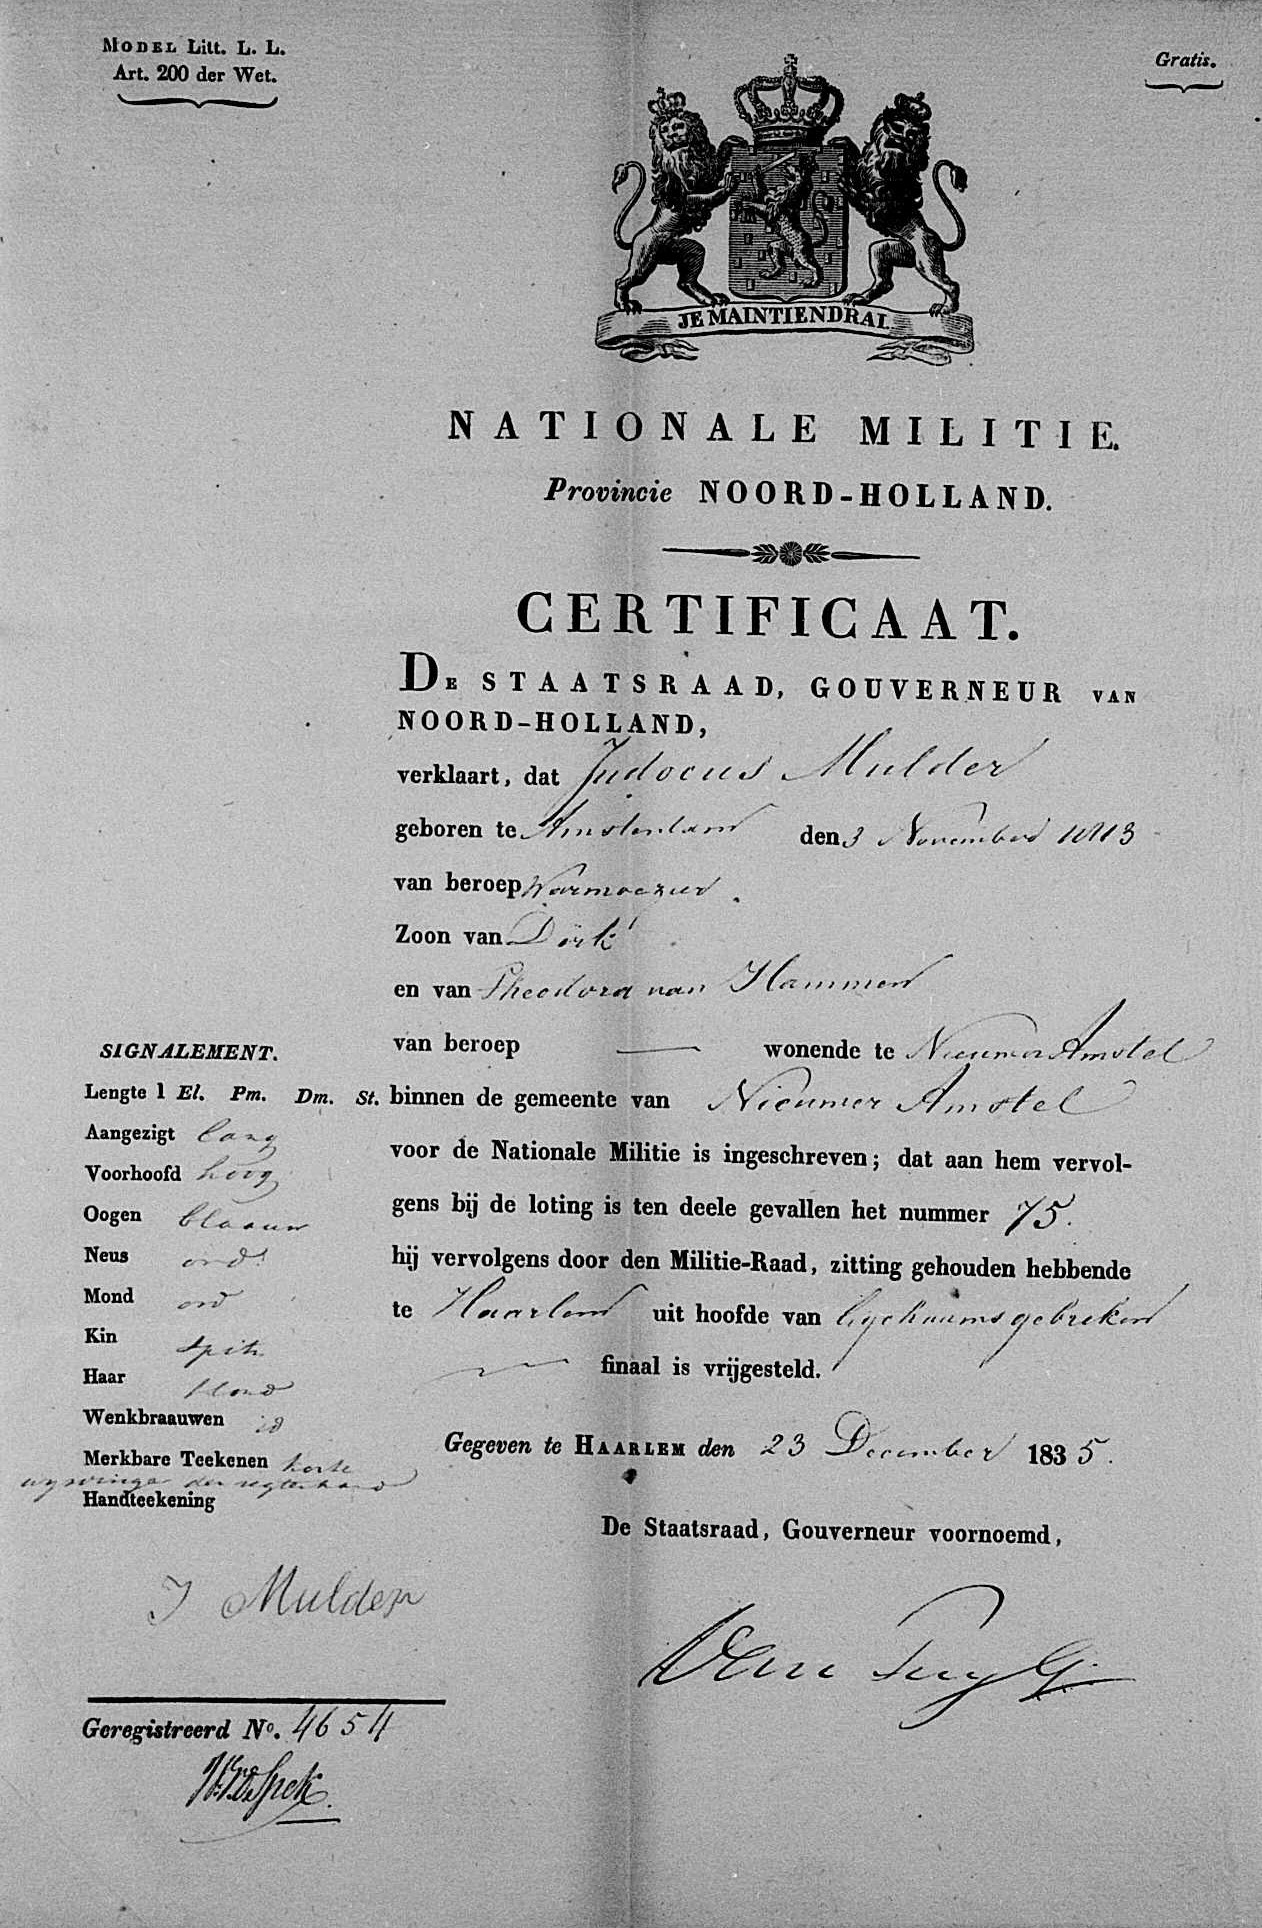 MODEL Litt. L. L.
Art. 200 der Wet.
Gratis.
JE MAINTIENDRAI
NATIONALE MILITIE.
Provincie NOORD-HOLLAND.
CERTIFICAAT.
DE STAATSRAAD, GOUVERNEUR VAN
NOORD-HOLLAND,
verklaart, dat Judocus Mulder
geboren te Amstenland den 3 November 1813
van beroep Warmoezier.
Zoon van Dirk
en van Theodora van Hammen
van beroep — wonende te Nieuwer Amstel
binnen de gemeente van Nieuwer Amstel
voor de Nationale Militie is ingeschreven; dat aan hem vervol-
gens bij de loting is ten deele gevallen het nummer 75.
hij vervolgens door den Militie-Raad, zitting gehouden hebbende
te Haarlem uit hoofde van ligchaamsgebreken
finaal is vrijgesteld.
Gegeven te HAARLEM den 23 December 1835.
De Staatsraad, Gouverneur voornoemd,
Van
SIGNALEMENT.
Lengte 1 El. Pm. Dm. St.
Aangezigt lang
Voorhoofd hoog
Oogen blaauw
Neus ord
Mond ord
Kin spits
Haar blond
Wenkbraauwen id
Merkbare Teekenen korte
der regterhand
Handteekening
J Mulder
Geregistreerd No. 4654
Spek